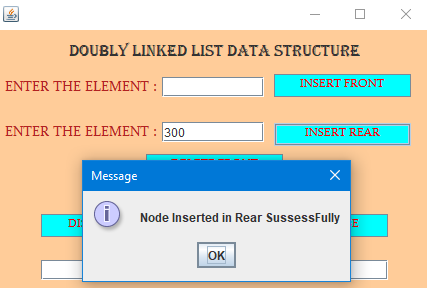 DOUBLY LINKED LIST DATA STRUCTURE
ENTER THE ELEMENT : INSERT FRONT
ENTER THE ELEMENT : 300 INSERT REAR
Message
Node Inserted in Rear SussessFully
OK